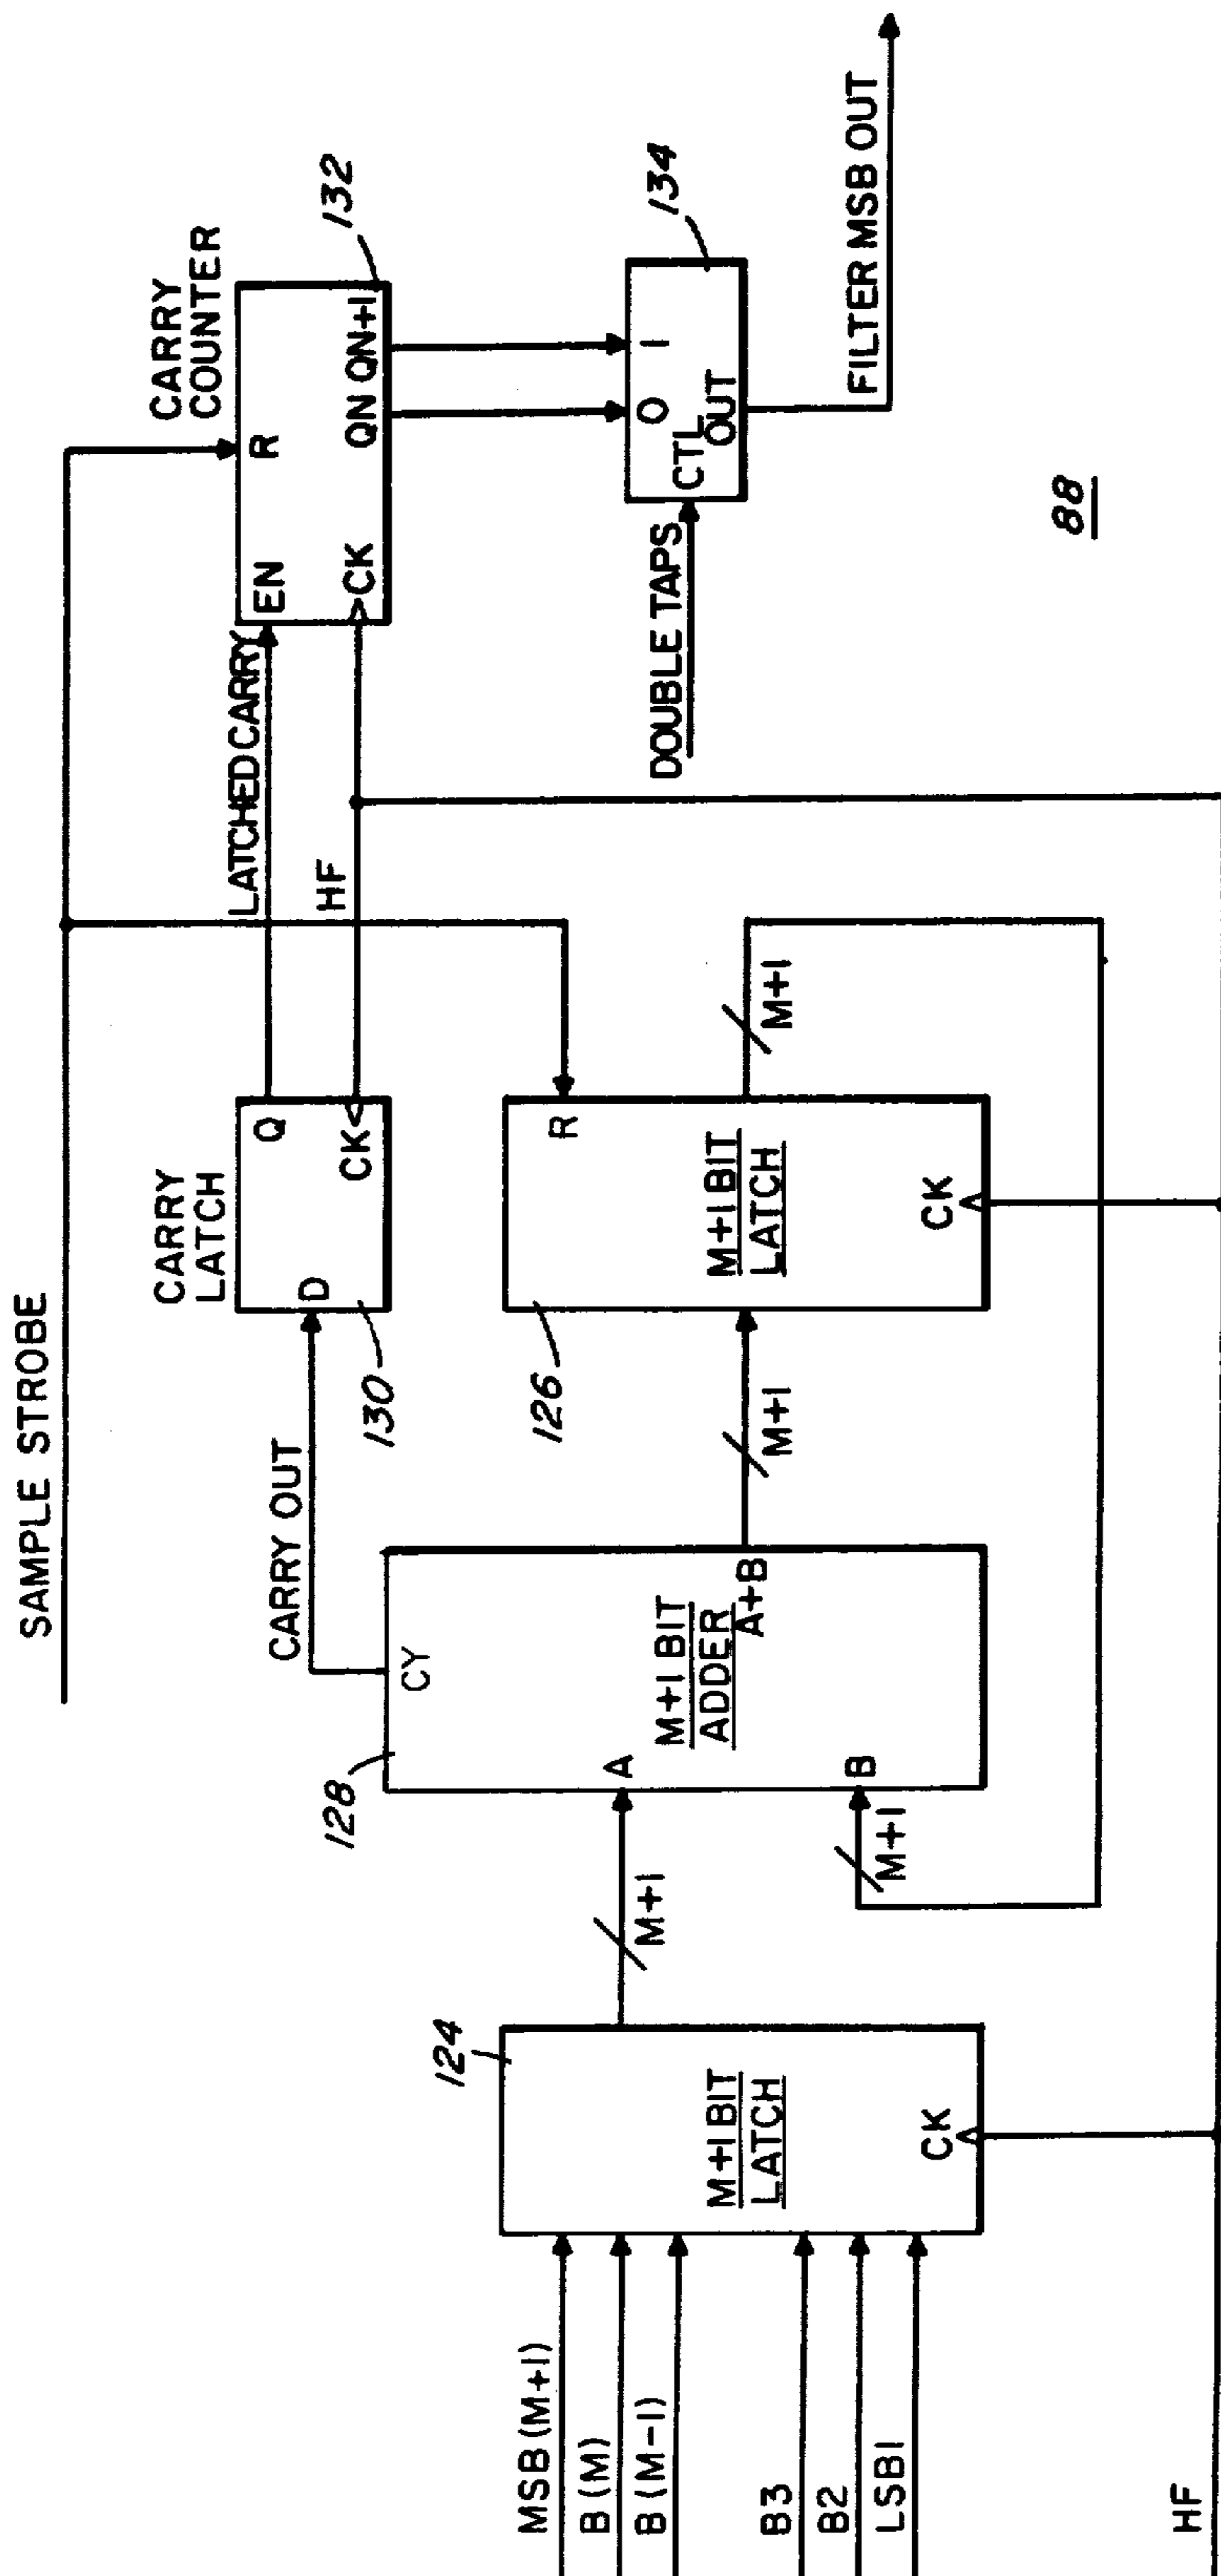 SAMPLE STROBE
CARRY
COUNTER
132
CARRY
LATCH
LATCHED CARRY
EN
R
CK
QN
QN+1
CARRY OUT
D
Q
CK
130
HF
128
CY
A
M+1 BIT
ADDER
A+B
B
M+1
M+1
M+1
M+1
126
R
M+1 BIT
LATCH
CK
DOUBLE TAPS
0
1
CTL
OUT
134
FILTER MSB OUT
124
M+1 BIT
LATCH
CK
MSB (M+1)
B (M)
B (M-1)
B3
B2
LSB1
HF
88